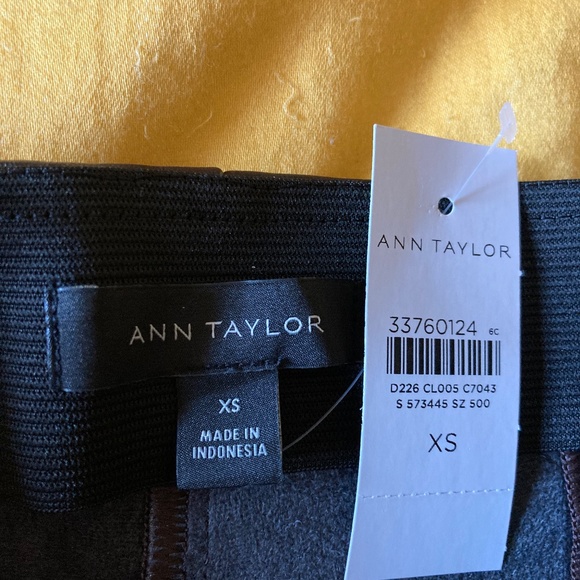 ANN TAYLOR
XS
MADE IN
INDONESIA
ANN TAYLOR
33760124 6C
D226 CL005 C7043
S 573445 SZ 500
XS